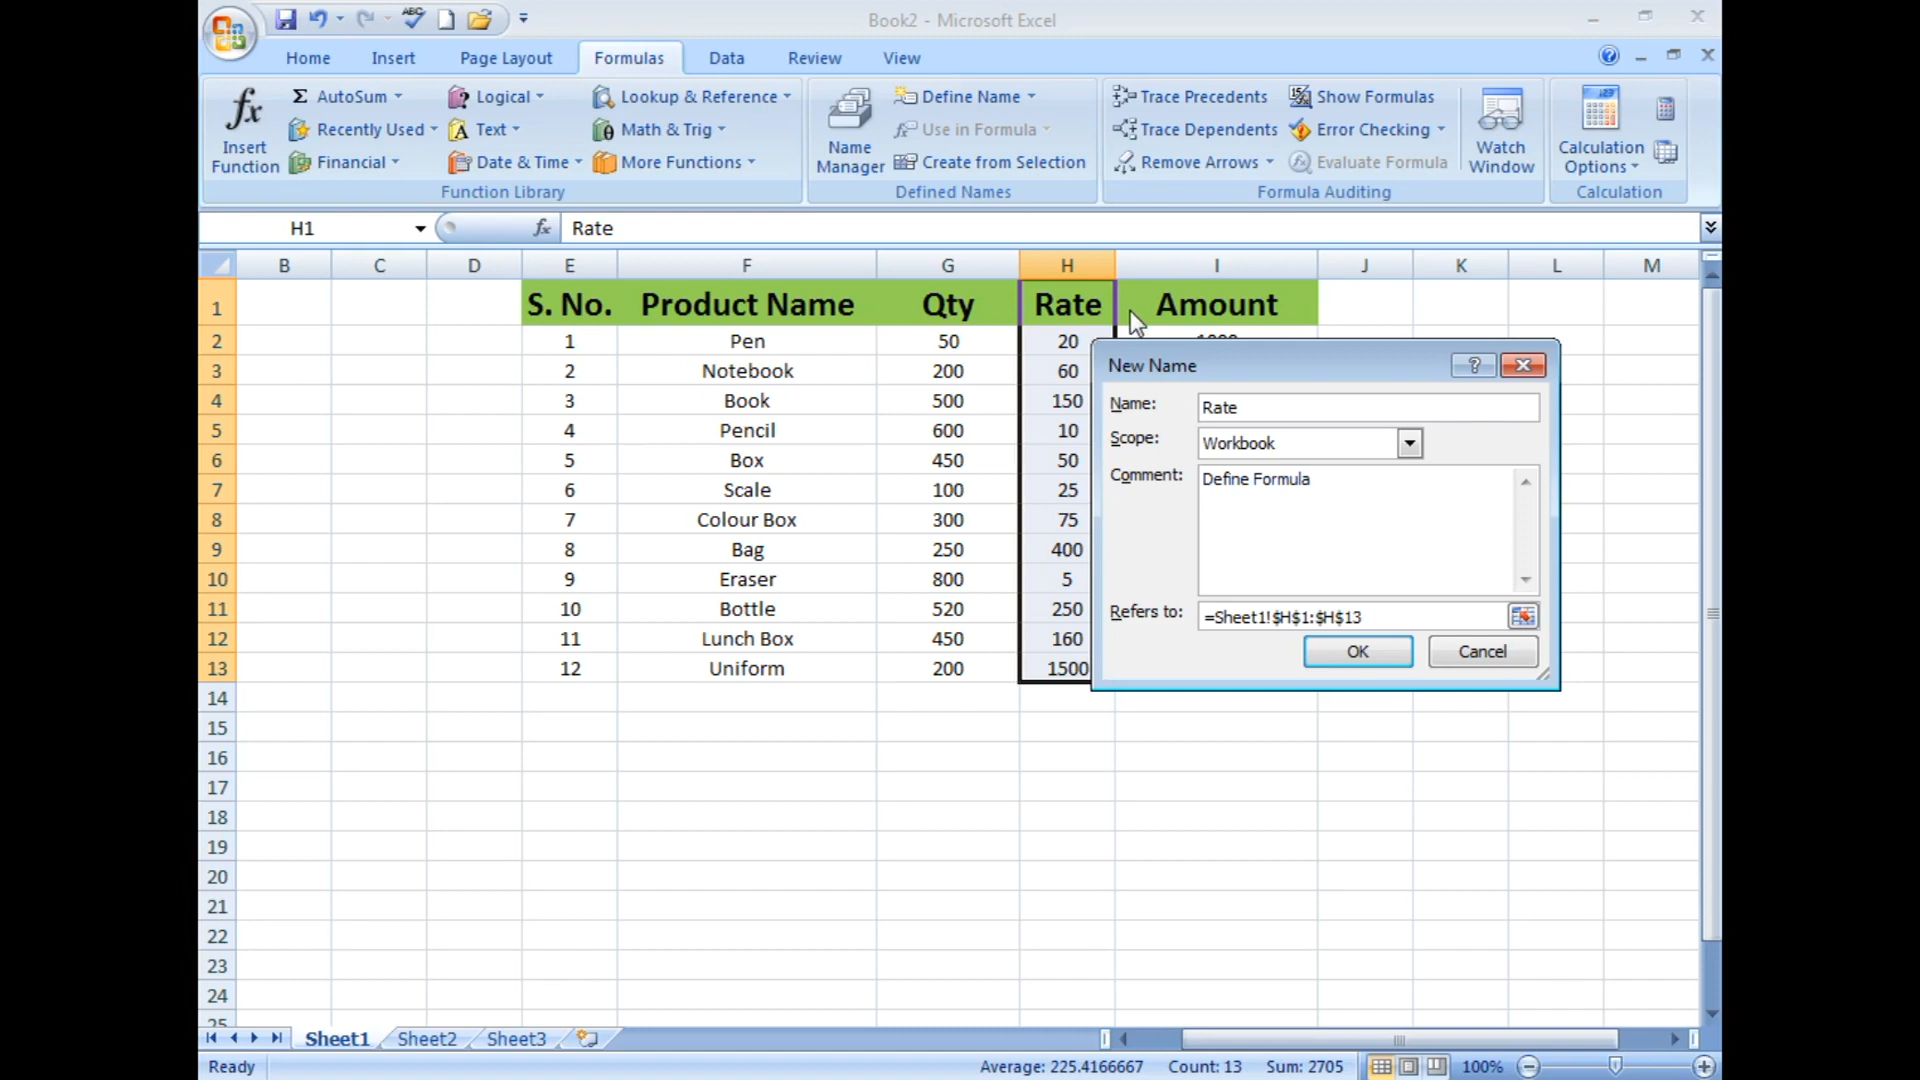 Book2 - Microsoft Excel
Home Insert Page Layout Formulas Data Review View
fx Insert Function
Σ AutoSum
Recently Used
Financial
Logical
Text
Date & Time
Lookup & Reference
Math & Trig
More Functions
Function Library
Name Manager
Define Name
Use in Formula
Create from Selection
Defined Names
Trace Precedents
Trace Dependents
Remove Arrows
Show Formulas
Error Checking
Evaluate Formula
Formula Auditing
Watch Window
Calculation Options
Calculation
H1 fx Rate
B C D E F G H I J K L M
1 S. No. Product Name Qty Rate Amount
2 1 Pen 50 20
3 2 Notebook 200 60
4 3 Book 500 150
5 4 Pencil 600 10
6 5 Box 450 50
7 6 Scale 100 25
8 7 Colour Box 300 75
9 8 Bag 250 400
10 9 Eraser 800 5
11 10 Bottle 520 250
12 11 Lunch Box 450 160
13 12 Uniform 200 1500
14
15
16
17
18
19
20
21
22
23
24
25
New Name
Name: Rate
Scope: Workbook
Comment: Define Formula
Refers to: =Sheet1!$H$1:$H$13
OK Cancel
Sheet1 Sheet2 Sheet3
Ready Average: 225.4166667 Count: 13 Sum: 2705 100%